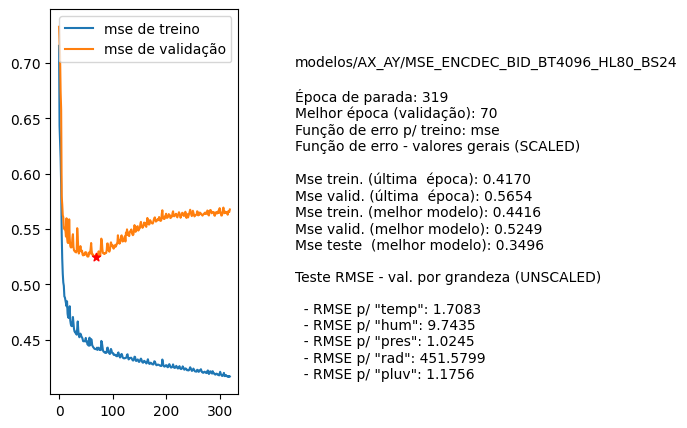 mse de treino
mse de validação
0.70
0.65
0.60
0.55
0.50
0.45
0
100
200
300
modelos/AX_AY/MSE_ENCDEC_BID_BT4096_HL80_BS24
Época de parada: 319
Melhor época (validação): 70
Função de erro p/ treino: mse
Função de erro - valores gerais (SCALED)
Mse trein. (última  época): 0.4170
Mse valid. (última  época): 0.5654
Mse trein. (melhor modelo): 0.4416
Mse valid. (melhor modelo): 0.5249
Mse teste  (melhor modelo): 0.3496
Teste RMSE - val. por grandeza (UNSCALED)
- RMSE p/ "temp": 1.7083
- RMSE p/ "hum": 9.7435
- RMSE p/ "pres": 1.0245
- RMSE p/ "rad": 451.5799
- RMSE p/ "pluv": 1.1756